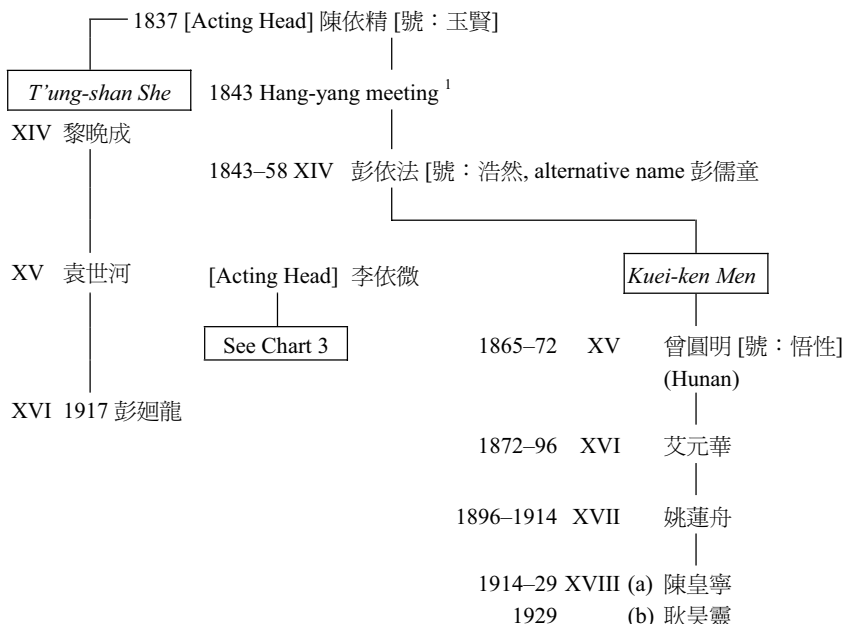 1837 [Acting Head] 陳依精 [號：玉賢]
T’ung-shan She
1843 Hang-yang meeting 1
XIV 黎晚成
1843–58 XIV 彭依法 [號：浩然, alternative name 彭儒童
XV 袁世河
[Acting Head] 李依微
Kuei-ken Men
See Chart 3
1865–72 XV 曾圓明 [號：悟性]
(Hunan)
XVI 1917 彭廻龍
1872–96 XVI 艾元華
1896–1914 XVII 姚蓮舟
1914–29 XVIII (a) 陳皇寧
1929 (b) 耿昊靈